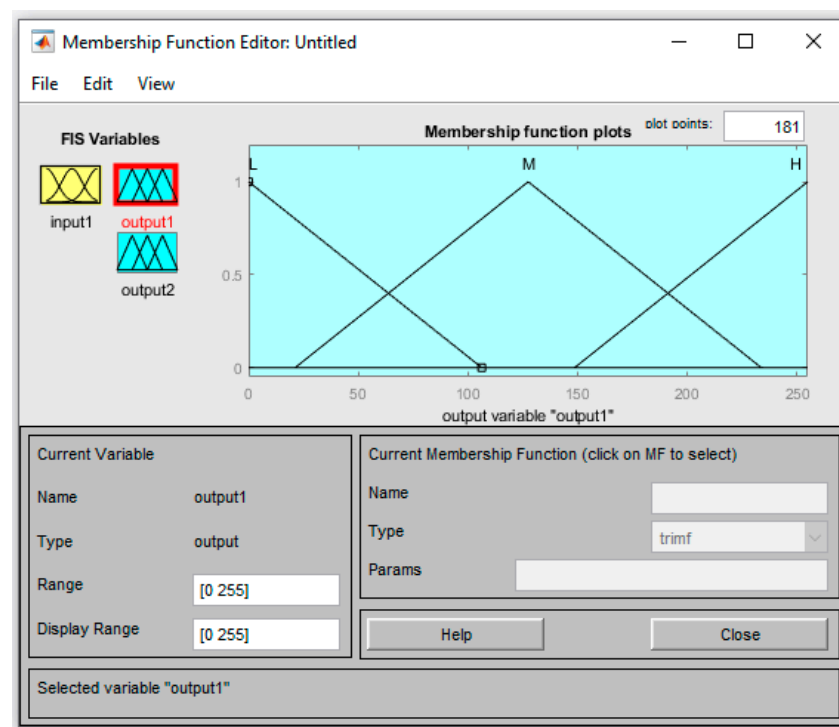 Membership Function Editor: Untitled
File Edit View
FIS Variables
Membership function plots
plot points:
181
input1
output1
output2
L
M
H
1
0.5
0
0 50 100 150 200 250
output variable "output1"
Current Variable
Name output1
Type output
Range [0 255]
Display Range [0 255]
Current Membership Function (click on MF to select)
Name
Type trimf
Params
Help
Close
Selected variable "output1"